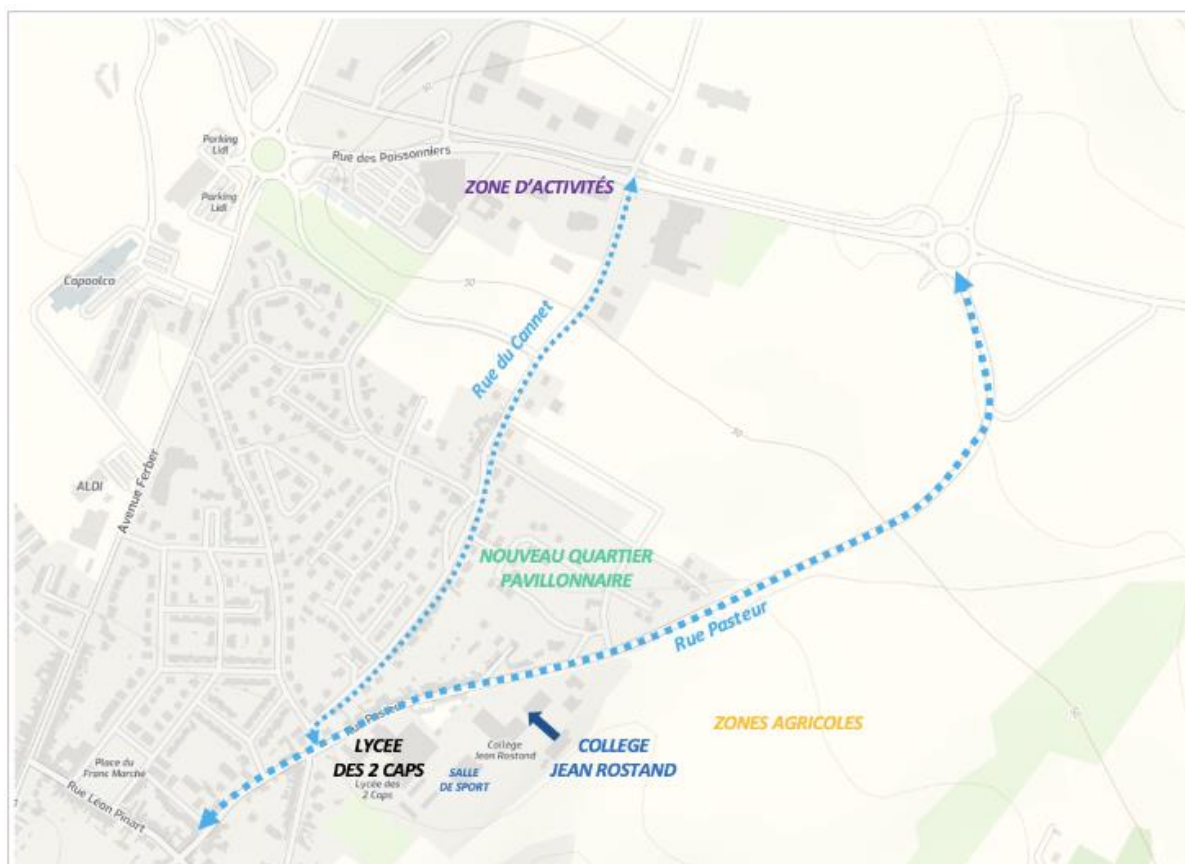 Parking
Lidl
Rue des Poissonniers
ZONE D'ACTIVITÉS
Parking
Lidl
Capaolca
Rue du Cannet
Avenue Ferber
ALDI
NOUVEAU QUARTIER
PAVILLONNAIRE
Rue Pasteur
Rue Pasteur
ZONES AGRICOLES
LYCEE
DES 2 CAPS
Lycée des
2 Caps
College
Jean Rostand
SALLE
DE SPORT
COLLEGE
JEAN ROSTAND
Place du
Franc Marche
Rue Léon Pinart